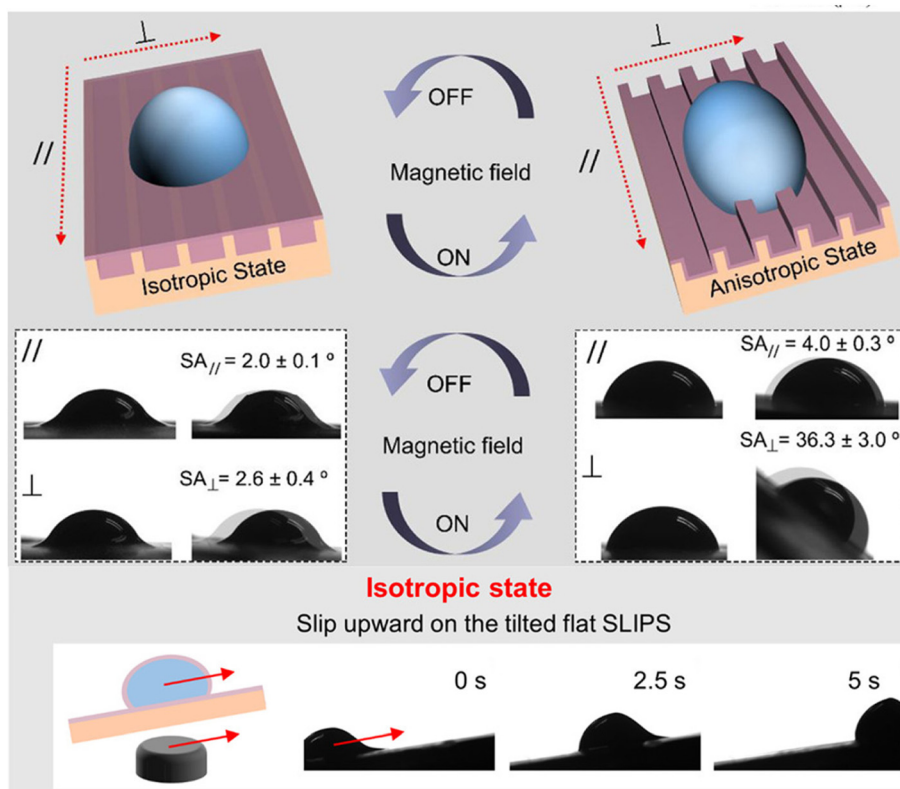 ⊥
⊥
//
//
OFF
Magnetic field
ON
Isotropic State
Anisotropic State
//
SA// = 2.0 ± 0.1 º
⊥
SA⊥= 2.6 ± 0.4 º
OFF
Magnetic field
ON
//
SA// = 4.0 ± 0.3 º
⊥
SA⊥ = 36.3 ± 3.0 º
Isotropic state
Slip upward on the tilted flat SLIPS
0 s
2.5 s
5 s